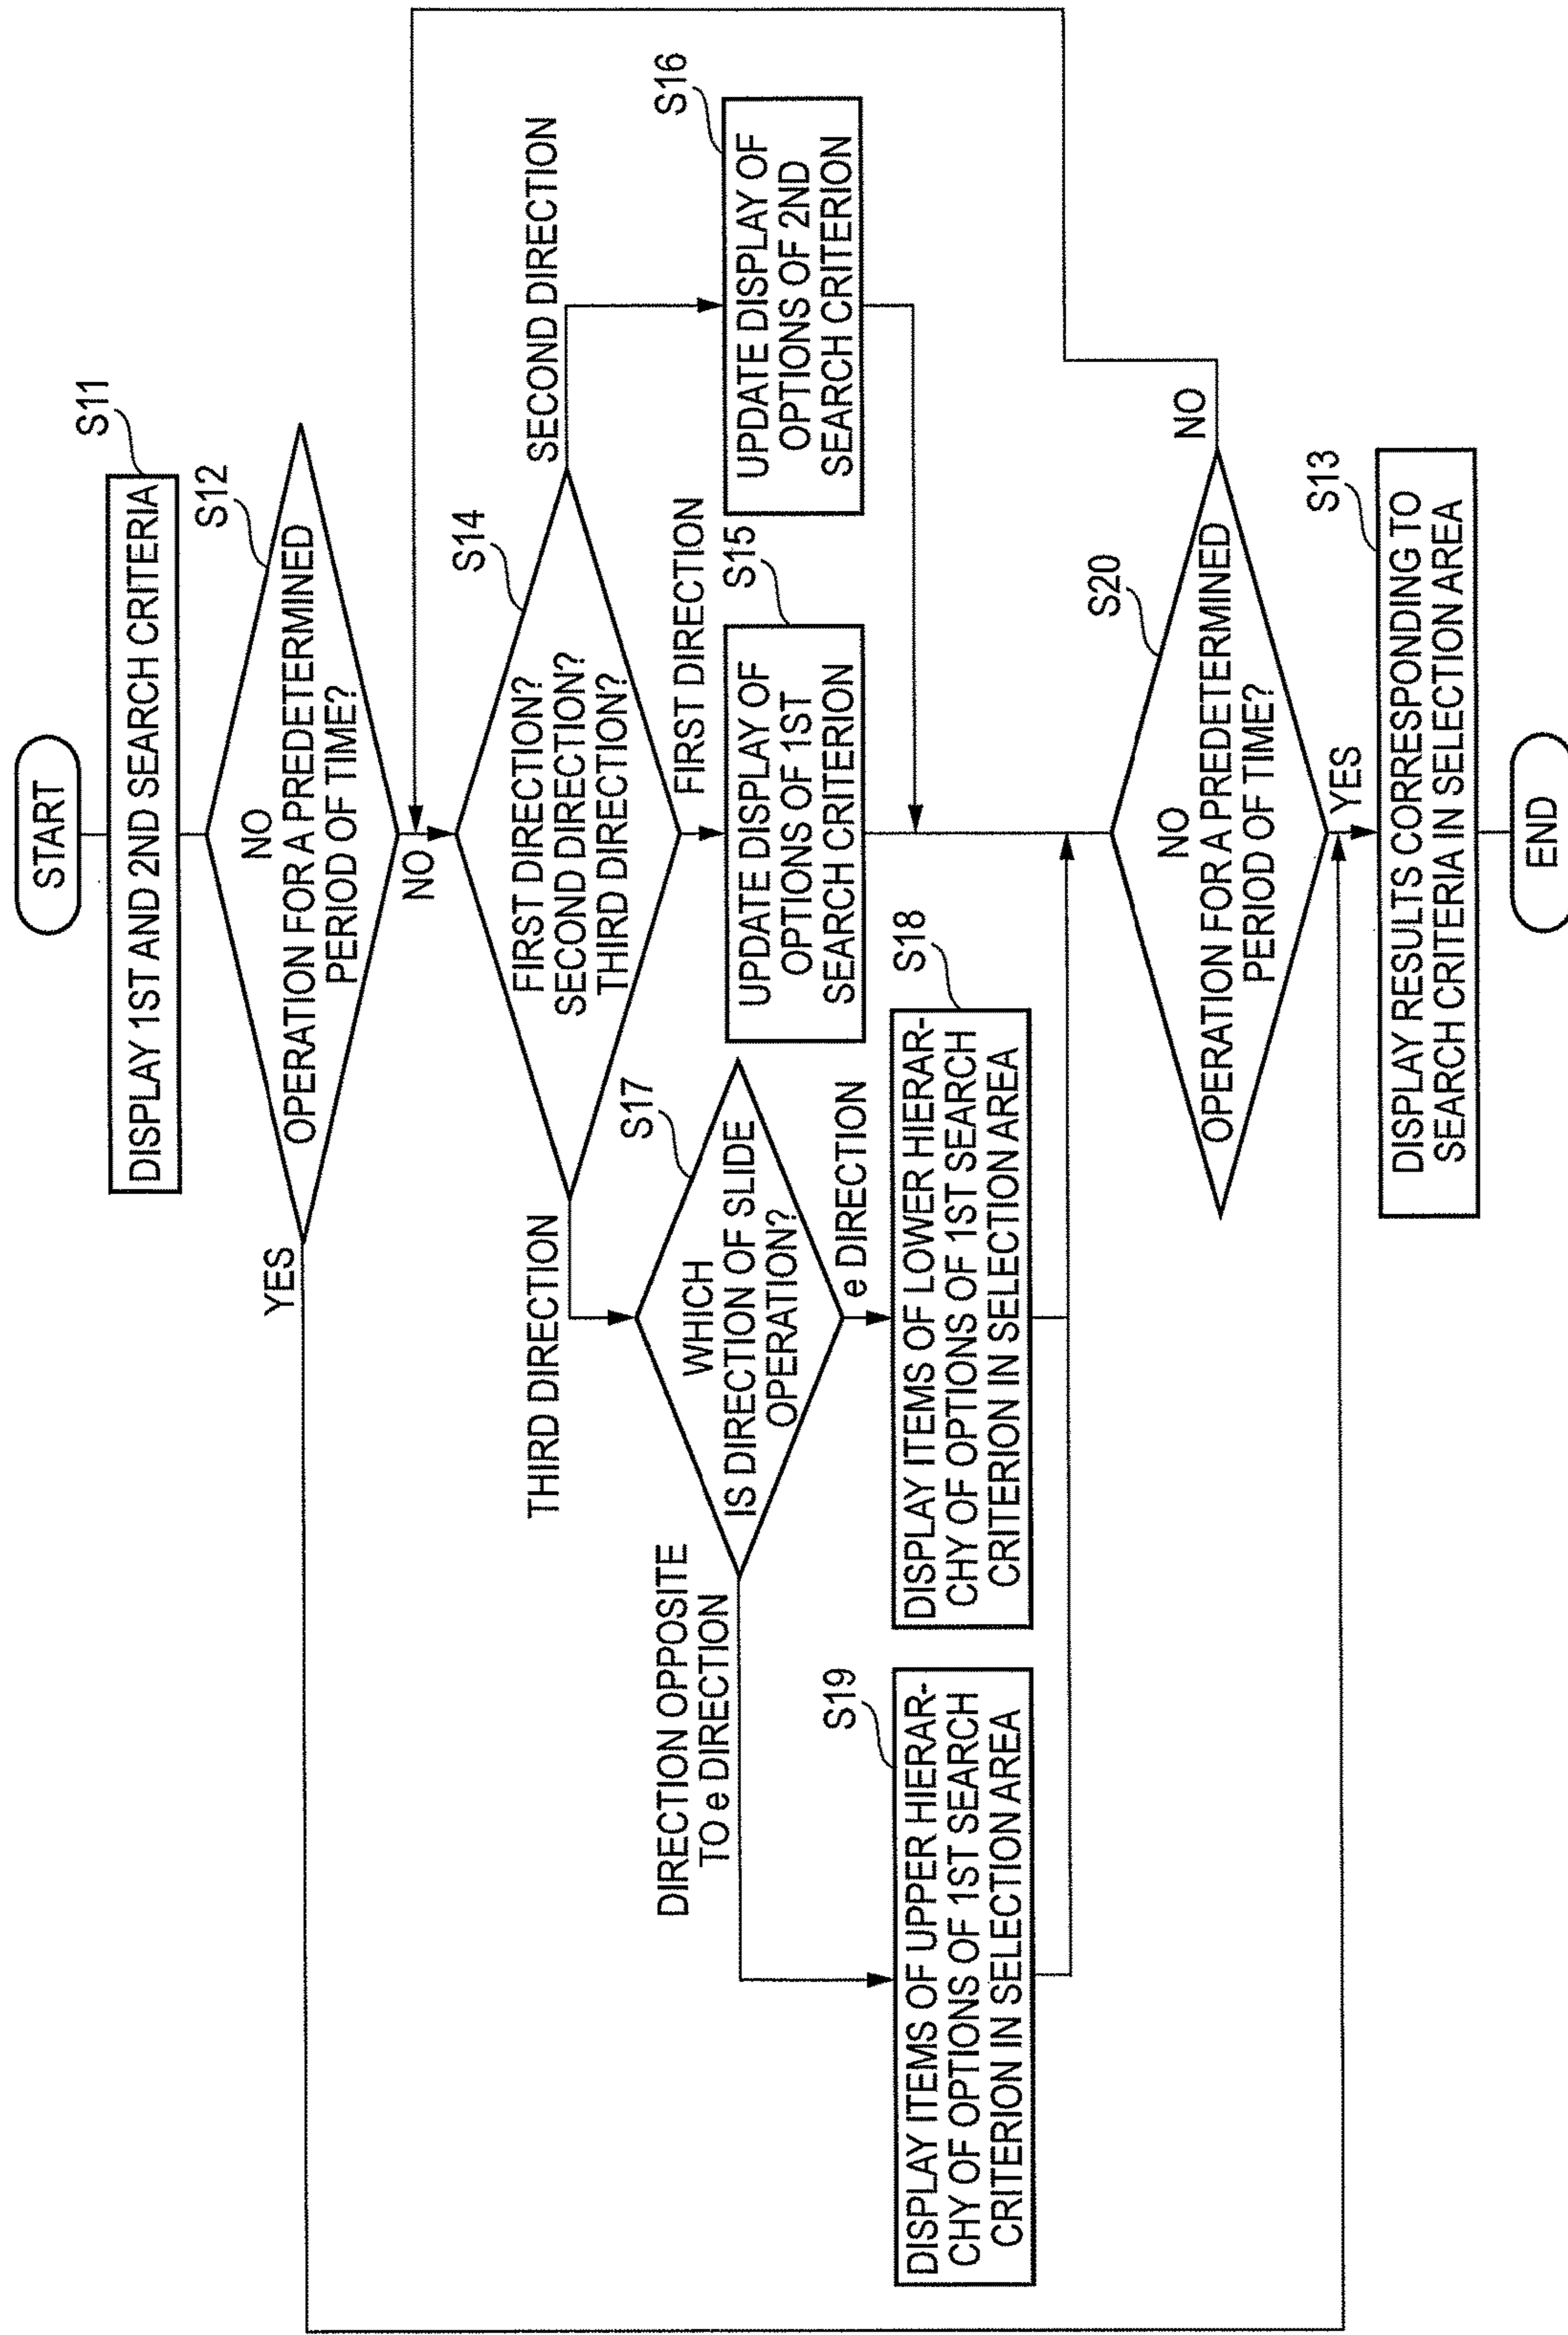 START
S11
DISPLAY 1ST AND 2ND SEARCH CRITERIA
S12
NO
OPERATION FOR A PREDETERMINED
PERIOD OF TIME?
YES
NO
S14
FIRST DIRECTION?
SECOND DIRECTION?
THIRD DIRECTION?
THIRD DIRECTION
SECOND DIRECTION
FIRST DIRECTION
S17
WHICH
IS DIRECTION OF SLIDE
OPERATION?
DIRECTION OPPOSITE
TO e DIRECTION
e DIRECTION
S15
UPDATE DISPLAY OF
OPTIONS OF 1ST
SEARCH CRITERION
S16
UPDATE DISPLAY OF
OPTIONS OF 2ND
SEARCH CRITERION
S19
DISPLAY ITEMS OF UPPER HIERAR-
CHY OF OPTIONS OF 1ST SEARCH
CRITERION IN SELECTION AREA
S18
DISPLAY ITEMS OF LOWER HIERAR-
CHY OF OPTIONS OF 1ST SEARCH
CRITERION IN SELECTION AREA
S20
NO
OPERATION FOR A PREDETERMINED
PERIOD OF TIME?
NO
YES
S13
DISPLAY RESULTS CORRESPONDING TO
SEARCH CRITERIA IN SELECTION AREA
END